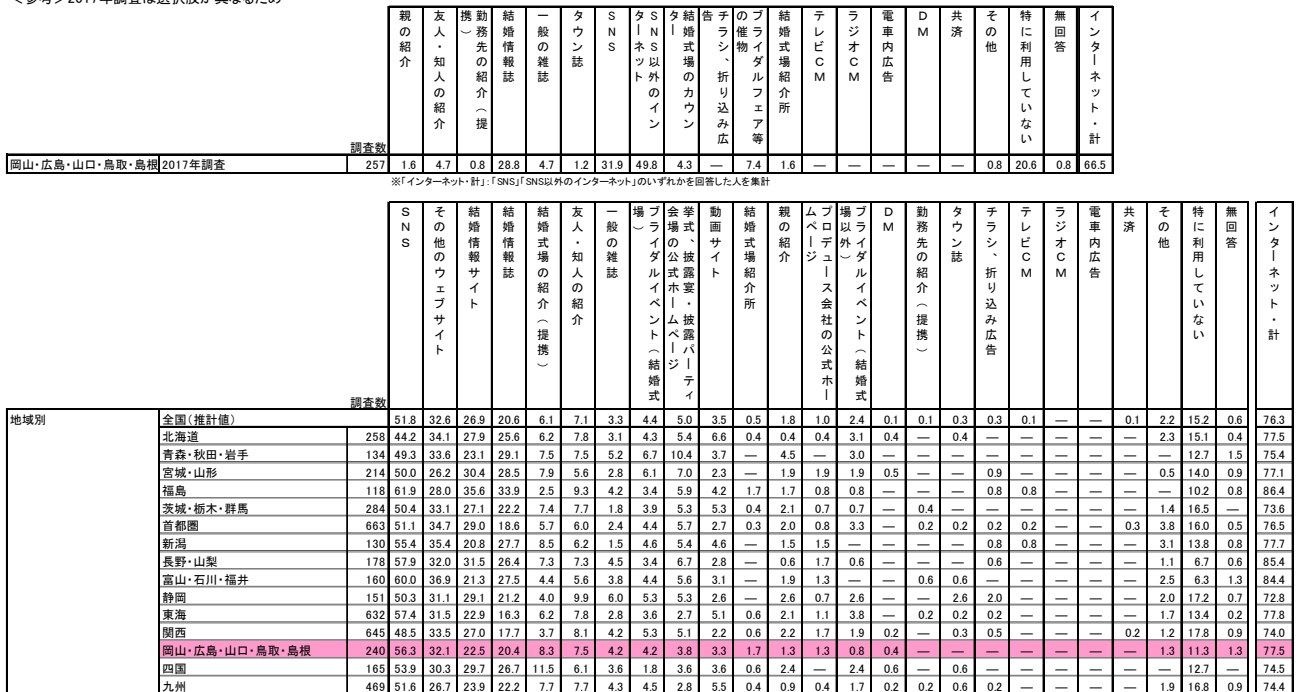 <参考>2017年調査は選択肢が異なるため
調査数 親の紹介 友人・知人の紹介 勤務先の紹介(提携) 結婚情報誌 一般の雑誌 タウン誌 SNS SNS以外のインターネット 結婚式場のカウンター チラシ、折り込み広告 ブライダルフェア等の催物 結婚式場紹介所 テレビCM ラジオCM 電車内広告 DM 共済 その他 特に利用していない 無回答 インターネット・計
岡山・広島・山口・鳥取・島根 2017年調査 257 1.6 4.7 0.8 28.8 4.7 1.2 31.9 49.8 4.3 — 7.4 1.6 — — — — — 0.8 20.6 0.8 66.5
※「インターネット・計」:「SNS」「SNS以外のインターネット」のいずれかを回答した人を集計
調査数 SNS その他のウェブサイト 結婚情報サイト 結婚情報誌 結婚式場の紹介(提携) 友人・知人の紹介 一般の雑誌 ブライダルイベント(結婚式場) 挙式、披露宴・披露パーティ会場の公式ホームページ 動画サイト 結婚式場紹介所 親の紹介 プロデュース会社の公式ホームページ ブライダルイベント(結婚式場以外) DM 勤務先の紹介(提携) タウン誌 チラシ、折り込み広告 テレビCM ラジオCM 電車内広告 共済 その他 特に利用していない 無回答 インターネット・計
地域別 全国(推計値) 51.8 32.6 26.9 20.6 6.1 7.1 3.3 4.4 5.0 3.5 0.5 1.8 1.0 2.4 0.1 0.1 0.3 0.3 0.1 — — 0.1 2.2 15.2 0.6 76.3
北海道 258 44.2 34.1 27.9 25.6 6.2 7.8 3.1 4.3 5.4 6.6 0.4 0.4 0.4 3.1 0.4 — 0.4 — — — — — 2.3 15.1 0.4 77.5
青森・秋田・岩手 134 49.3 33.6 23.1 29.1 7.5 7.5 5.2 6.7 10.4 3.7 — 4.5 — 3.0 — — — — — — — — — 12.7 1.5 75.4
宮城・山形 214 50.0 26.2 30.4 28.5 7.9 5.6 2.8 6.1 7.0 2.3 — 1.9 1.9 1.9 0.5 — — 0.9 — — — — 0.5 14.0 0.9 77.1
福島 118 61.9 28.0 35.6 33.9 2.5 9.3 4.2 3.4 5.9 4.2 1.7 1.7 0.8 0.8 — — — 0.8 0.8 — — — — 10.2 0.8 86.4
茨城・栃木・群馬 284 50.4 33.1 27.1 22.2 7.4 7.7 1.8 3.9 5.3 5.3 0.4 2.1 0.7 0.7 — 0.4 — — — — — — 1.4 16.5 — 73.6
首都圏 663 51.1 34.7 29.0 18.6 5.7 6.0 2.4 4.4 5.7 2.7 0.3 2.0 0.8 3.3 — 0.2 0.2 0.2 0.2 — — 0.3 3.8 16.0 0.5 76.5
新潟 130 55.4 35.4 20.8 27.7 8.5 6.2 1.5 4.6 5.4 4.6 — 1.5 1.5 — — — — 0.8 0.8 — — — 3.1 13.8 0.8 77.7
長野・山梨 178 57.9 32.0 31.5 26.4 7.3 7.3 4.5 3.4 6.7 2.8 — 0.6 1.7 0.6 — — — 0.6 — — — — 1.1 6.7 0.6 85.4
富山・石川・福井 160 60.0 36.9 21.3 27.5 4.4 5.6 3.8 4.4 5.6 3.1 — 1.9 1.3 — — 0.6 0.6 — — — — — 2.5 6.3 1.3 84.4
静岡 151 50.3 31.1 29.1 21.2 4.0 9.9 6.0 5.3 5.3 2.6 — 2.6 0.7 2.6 — — 2.6 2.0 — — — — 2.0 17.2 0.7 72.8
東海 632 57.4 31.5 22.9 16.3 6.2 7.8 2.8 3.6 2.7 5.1 0.6 2.1 1.1 3.8 — 0.2 0.2 0.2 — — — — 1.7 13.4 0.2 77.8
関西 645 48.5 33.5 27.0 17.7 3.7 8.1 4.2 5.3 5.1 2.2 0.6 2.2 1.7 1.9 0.2 — 0.3 0.5 — — — 0.2 1.2 17.8 0.9 74.0
岡山・広島・山口・鳥取・島根 240 56.3 32.1 22.5 20.4 8.3 7.5 4.2 4.2 3.8 3.3 1.7 1.3 1.3 0.8 0.4 — — — — — — — 1.3 11.3 1.3 77.5
四国 165 53.9 30.3 29.7 26.7 11.5 6.1 3.6 1.8 3.6 3.6 0.6 2.4 — 2.4 0.6 — 0.6 — — — — — — 12.7 — 74.5
九州 469 51.6 26.7 23.9 22.2 7.7 7.7 4.3 4.5 2.8 5.5 0.4 0.9 0.4 1.7 0.2 0.2 0.6 0.2 — — — — 1.9 16.8 0.9 74.4